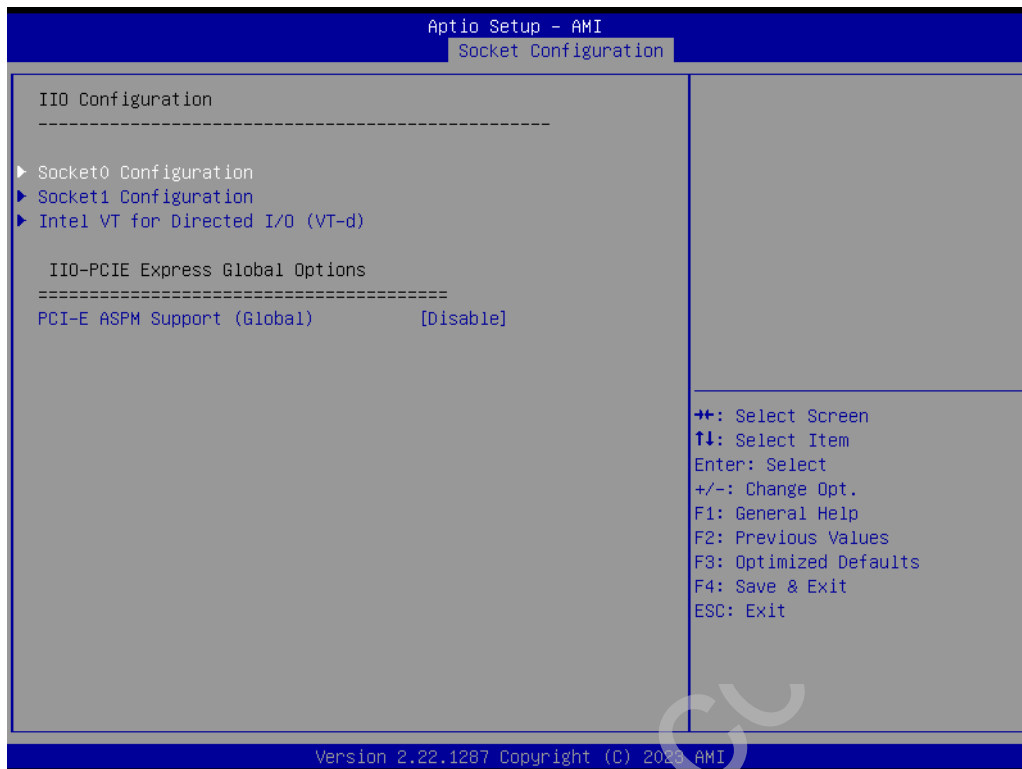 Aptio Setup – AMI
Socket Configuration
IIO Configuration
--------------------------------------------------
Socket0 Configuration
Socket1 Configuration
Intel VT for Directed I/O (VT-d)
IIO-PCIE Express Global Options
========================================
PCI-E ASPM Support (Global) [Disable]
→←: Select Screen
↑↓: Select Item
Enter: Select
+/-: Change Opt.
F1: General Help
F2: Previous Values
F3: Optimized Defaults
F4: Save & Exit
ESC: Exit
Version 2.22.1287 Copyright (C) 2023 AMI